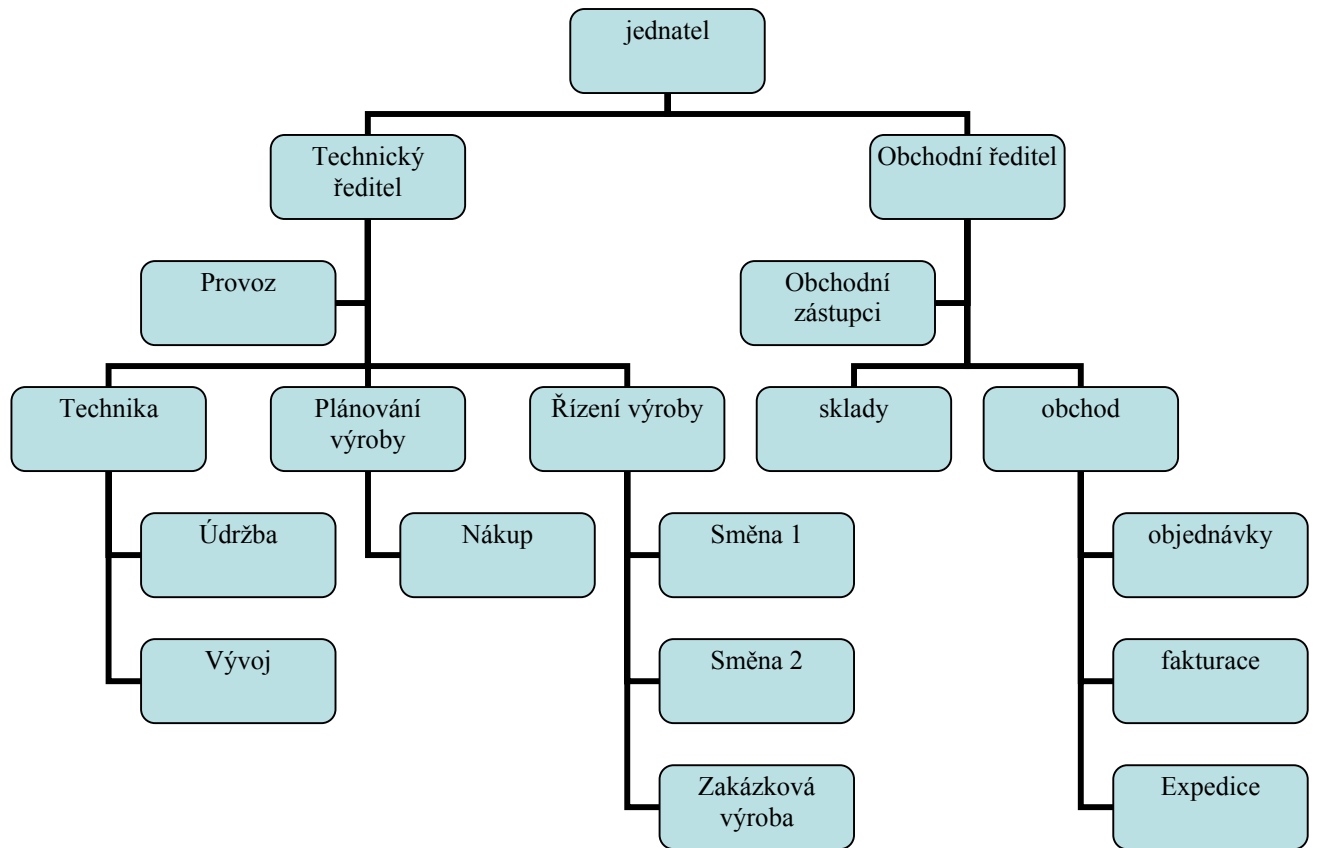 jednatel
Technický
ředitel
Obchodní ředitel
Provoz
Obchodní
zástupci
Technika
Plánování
výroby
Řízení výroby
sklady
obchod
Údržba
Nákup
Směna 1
objednávky
Vývoj
Směna 2
fakturace
Zakázková
výroba
Expedice